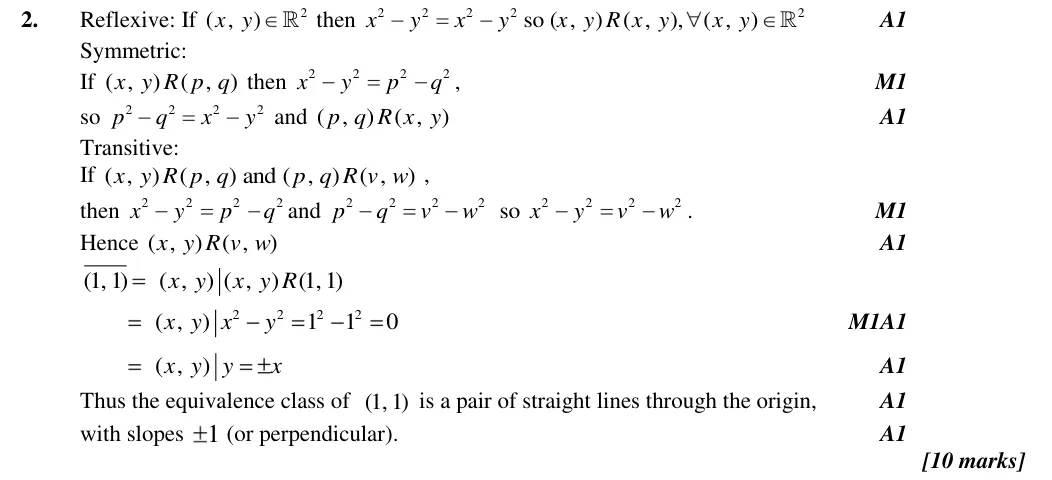 2. Reflexive: If (x, y)∈ℝ² then x² − y² = x² − y² so (x, y)R(x, y),∀(x, y)∈ℝ² A1
Symmetric:
If (x, y)R(p, q) then x² − y² = p² − q² , M1
so p² − q² = x² − y² and (p, q)R(x, y) A1
Transitive:
If (x, y)R(p, q) and (p, q)R(v, w) ,
then x² − y² = p² − q² and p² − q² = v² − w² so x² − y² = v² − w² . M1
Hence (x, y)R(v, w) A1
(1, 1)‾ = (x, y)|(x, y)R(1, 1)
= (x, y)|x² − y² = 1² − 1² = 0 M1A1
= (x, y)|y = ±x A1
Thus the equivalence class of (1, 1) is a pair of straight lines through the origin, A1
with slopes ±1 (or perpendicular). A1
[10 marks]